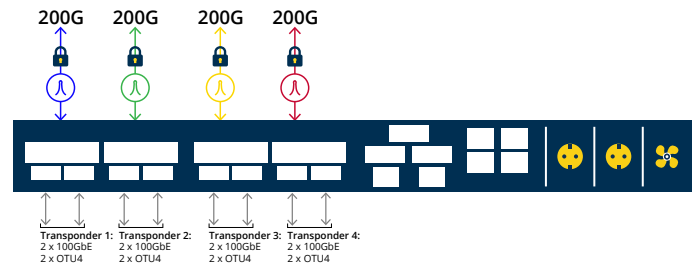 200G 200G 200G 200G
Transponder 1: Transponder 2: Transponder 3: Transponder 4:
2 x 100GbE 2 x 100GbE 2 x 100GbE 2 x 100GbE
2 x OTU4 2 x OTU4 2 x OTU4 2 x OTU4